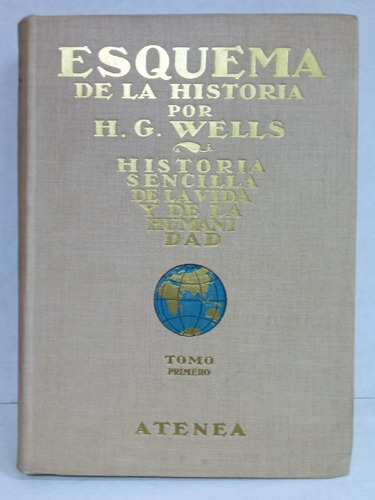 ESQUEMA
DE LA HISTORIA
POR
H. G. WELLS
HISTORIA
SENCILLA
DE LA VIDA
Y DE LA
HUMANI
DAD
TOMO
PRIMERO
ATENEA